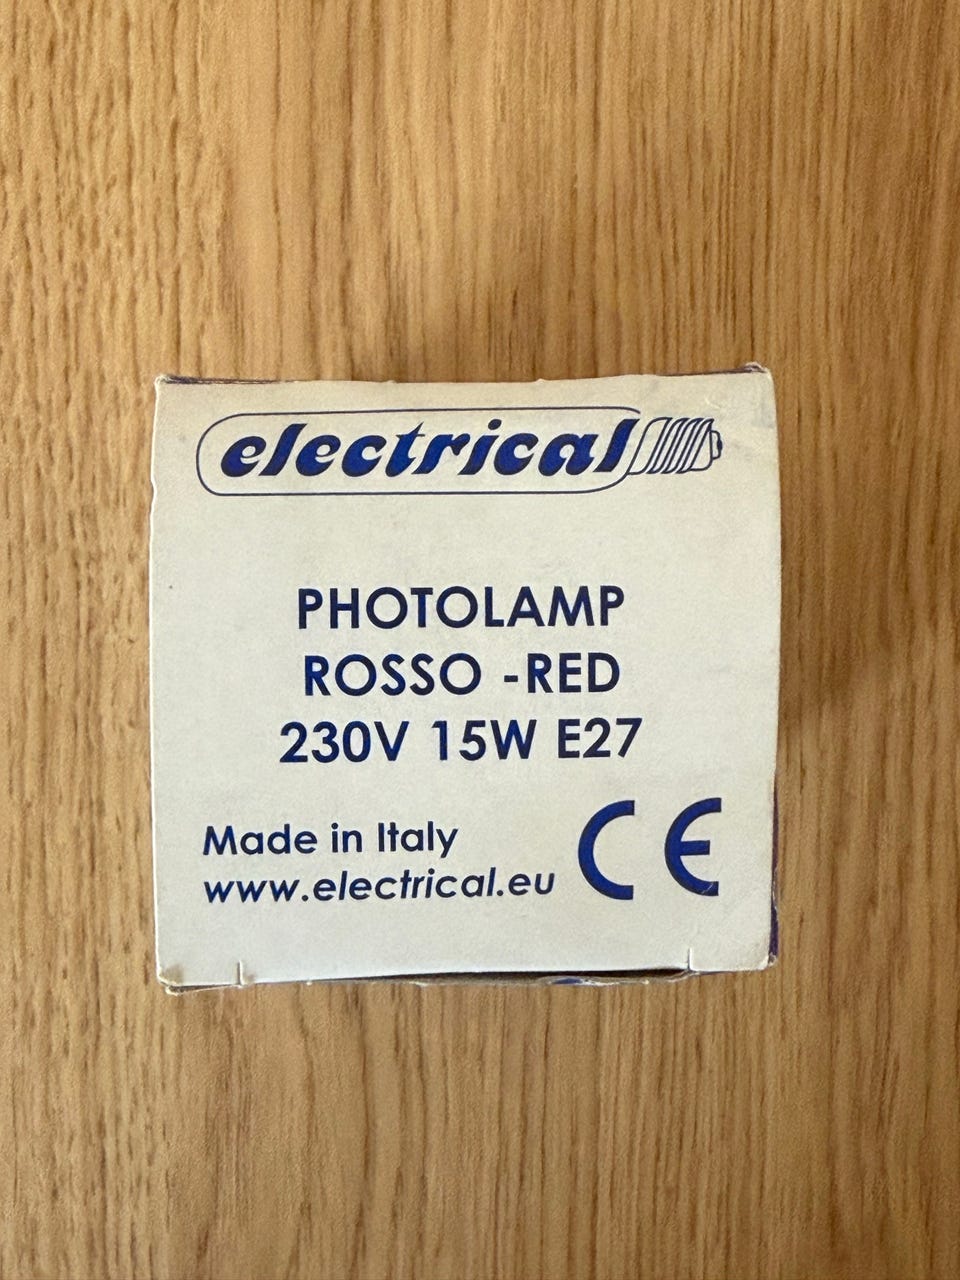 electrical
PHOTOLAMP
ROSSO -RED
230V 15W E27
Made in Italy
www.electrical.eu
CE